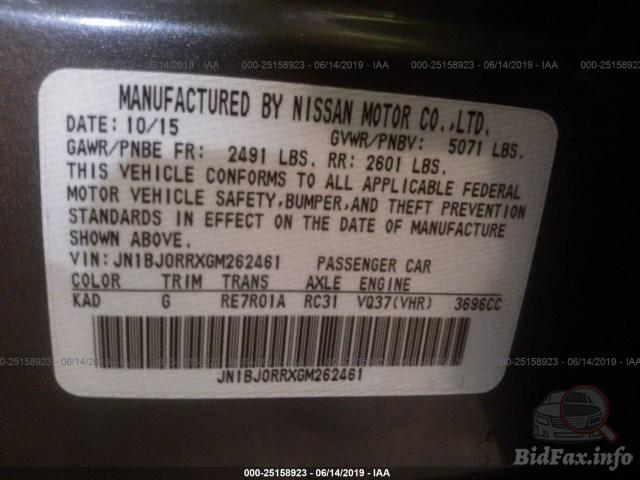 000-25158923 - 06/14/2019 - IAA
MANUFACTURED BY NISSAN MOTOR CO.,LTD.
DATE: 10/15 GVWR/PNBV: 5071 LBS.
GAWR/PNBE FR: 2491 LBS. RR: 2601 LBS.
THIS VEHICLE CONFORMS TO ALL APPLICABLE FEDERAL
MOTOR VEHICLE SAFETY,BUMPER,AND THEFT PREVENTION
STANDARDS IN EFFECT ON THE DATE OF MANUFACTURE
SHOWN ABOVE.
VIN: JN1BJ0RRXGM262461 PASSENGER CAR
COLOR TRIM TRANS AXLE ENGINE
KAD G RE7R01A RC31 VQ37(VHR) 3696CC
JN1BJ0RRXGM262461
BidFax.info
000-25158923 - 06/14/2019 - IAA